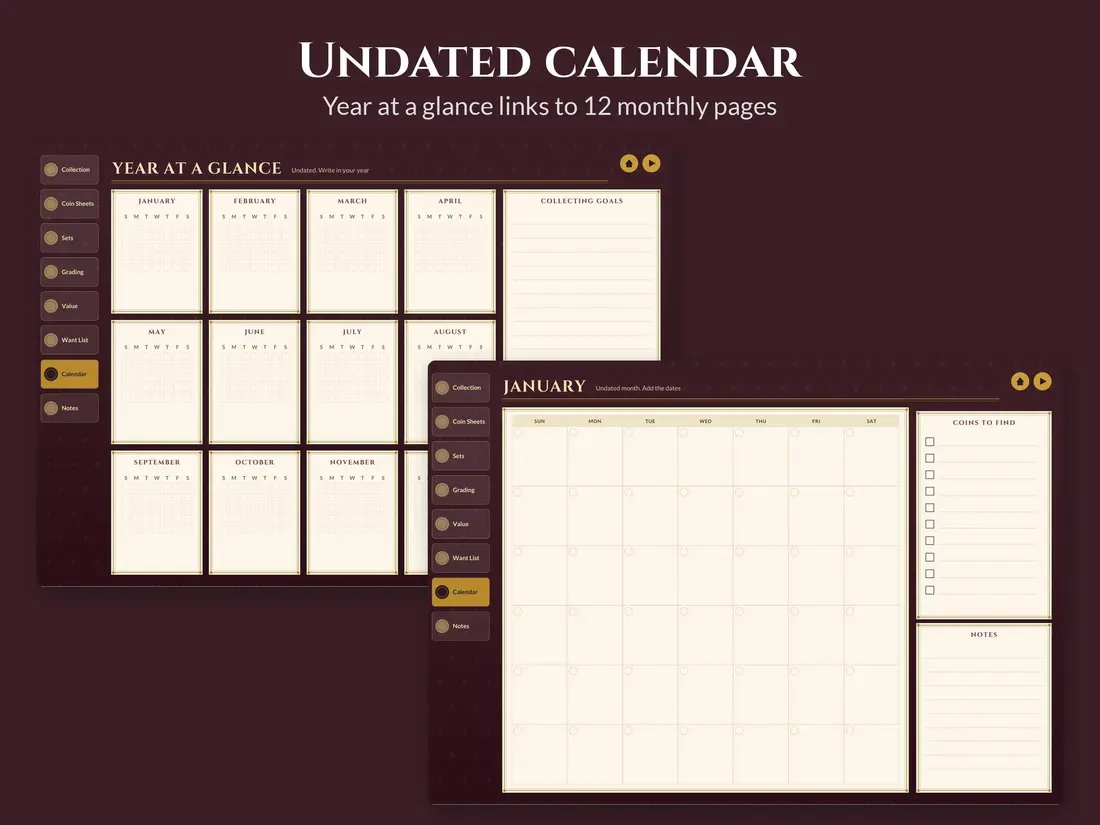 UNDATED CALENDAR
Year at a glance links to 12 monthly pages
Collection
Coin Sheets
Sets
Grading
Value
Want List
Calendar
Notes
YEAR AT A GLANCE Undated. Write in your year
JANUARY FEBRUARY MARCH APRIL COLLECTING GOALS
S M T W T F S S M T W T F S S M T W T F S S M T W T F S
MAY JUNE JULY AUGUST
S M T W T F S S M T W T F S S M T W T F S S M T W T F S
SEPTEMBER OCTOBER NOVEMBER
S M T W T F S S M T W T F S S M T W T F S S
Collection
Coin Sheets
Sets
Grading
Value
Want List
Calendar
Notes
JANUARY Undated month. Add the dates
SUN MON TUE WED THU FRI SAT
COINS TO FIND
NOTES